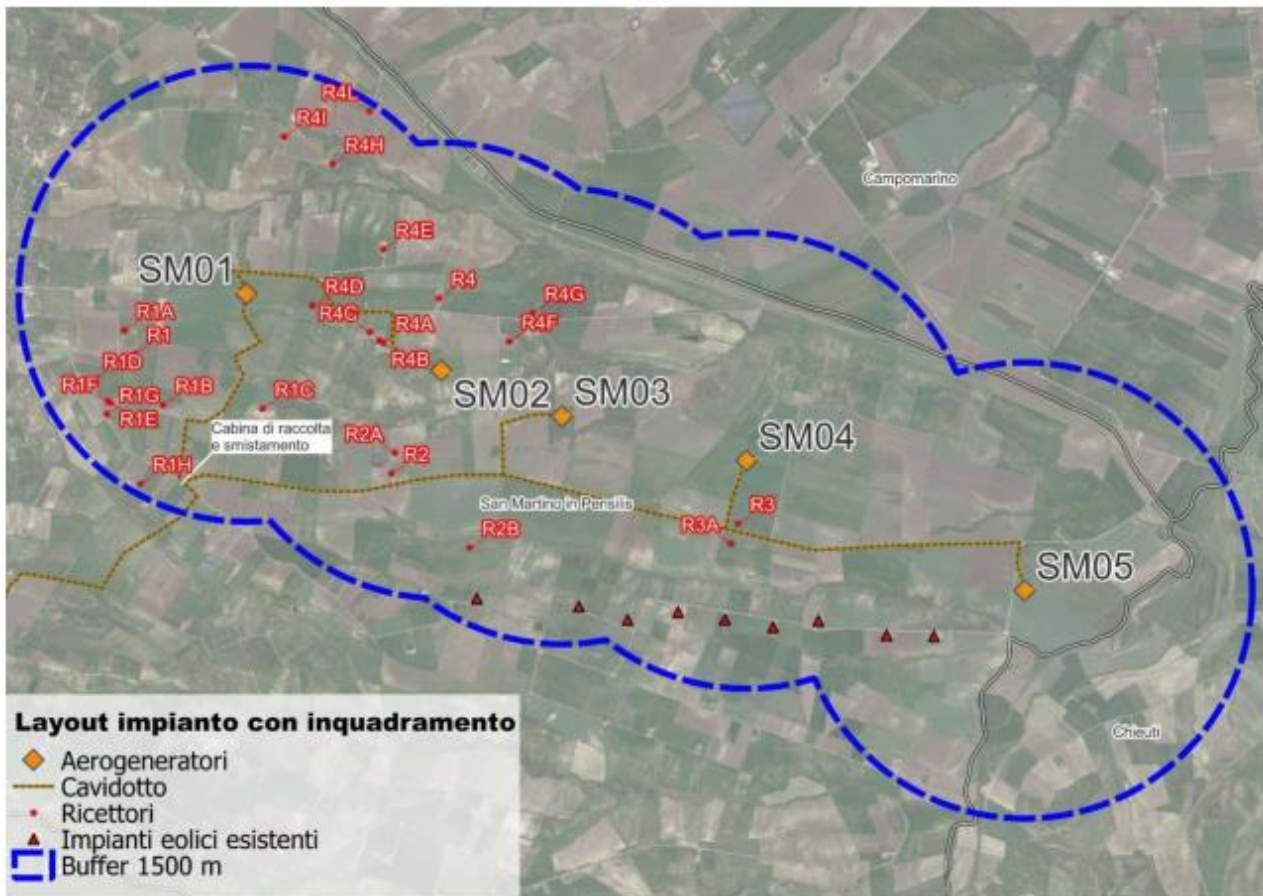 R4L
R4I
R4H
Campomarino
R4E
SM01
R4D
R4
R4G
R1A
R4C
R4A
R4F
R1
R4B
R1D
R1F
R1G
R1B
R1C
SM02
SM03
R1E
Cabina di raccolta
e smistamento
R2A
SM04
R1H
R2
San Martino in Pensilis
R3
R2B
R3A
SM05
Chieuti
Layout impianto con inquadramento
Aerogeneratori
Cavidotto
Ricettori
Impianti eolici esistenti
Buffer 1500 m